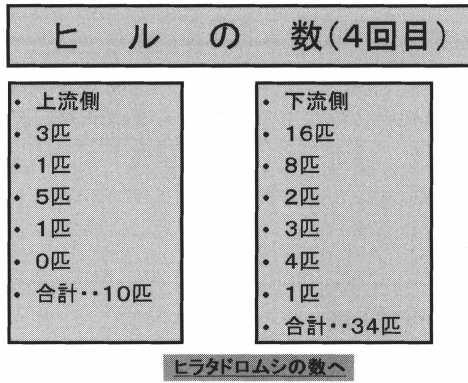 ヒルの数(4回目)
・上流側
・3匹
・1匹
・5匹
・1匹
・0匹
・合計・・10匹
・下流側
・16匹
・8匹
・2匹
・3匹
・4匹
・1匹
・合計・・34匹
ヒラタドロムシの数へ